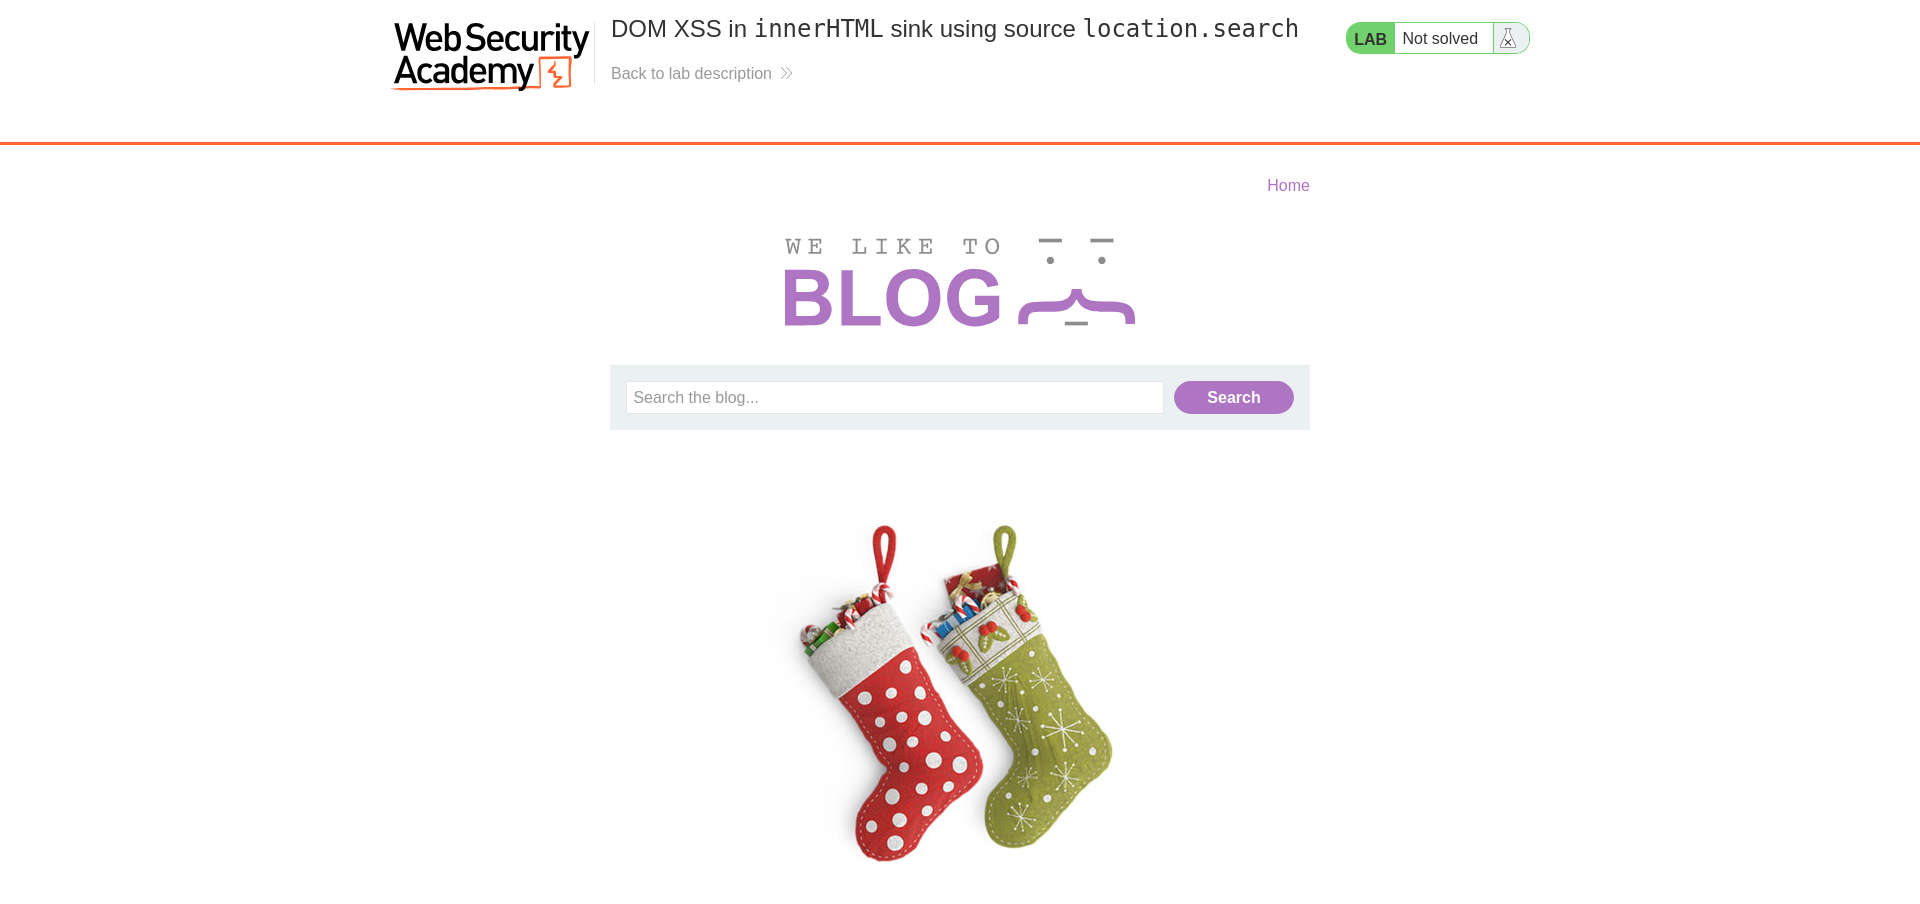 Web Security
Academy
DOM XSS in innerHTML sink using source location.search
Back to lab description
LAB Not solved
Home
WE LIKE TO
BLOG
Search the blog...
Search